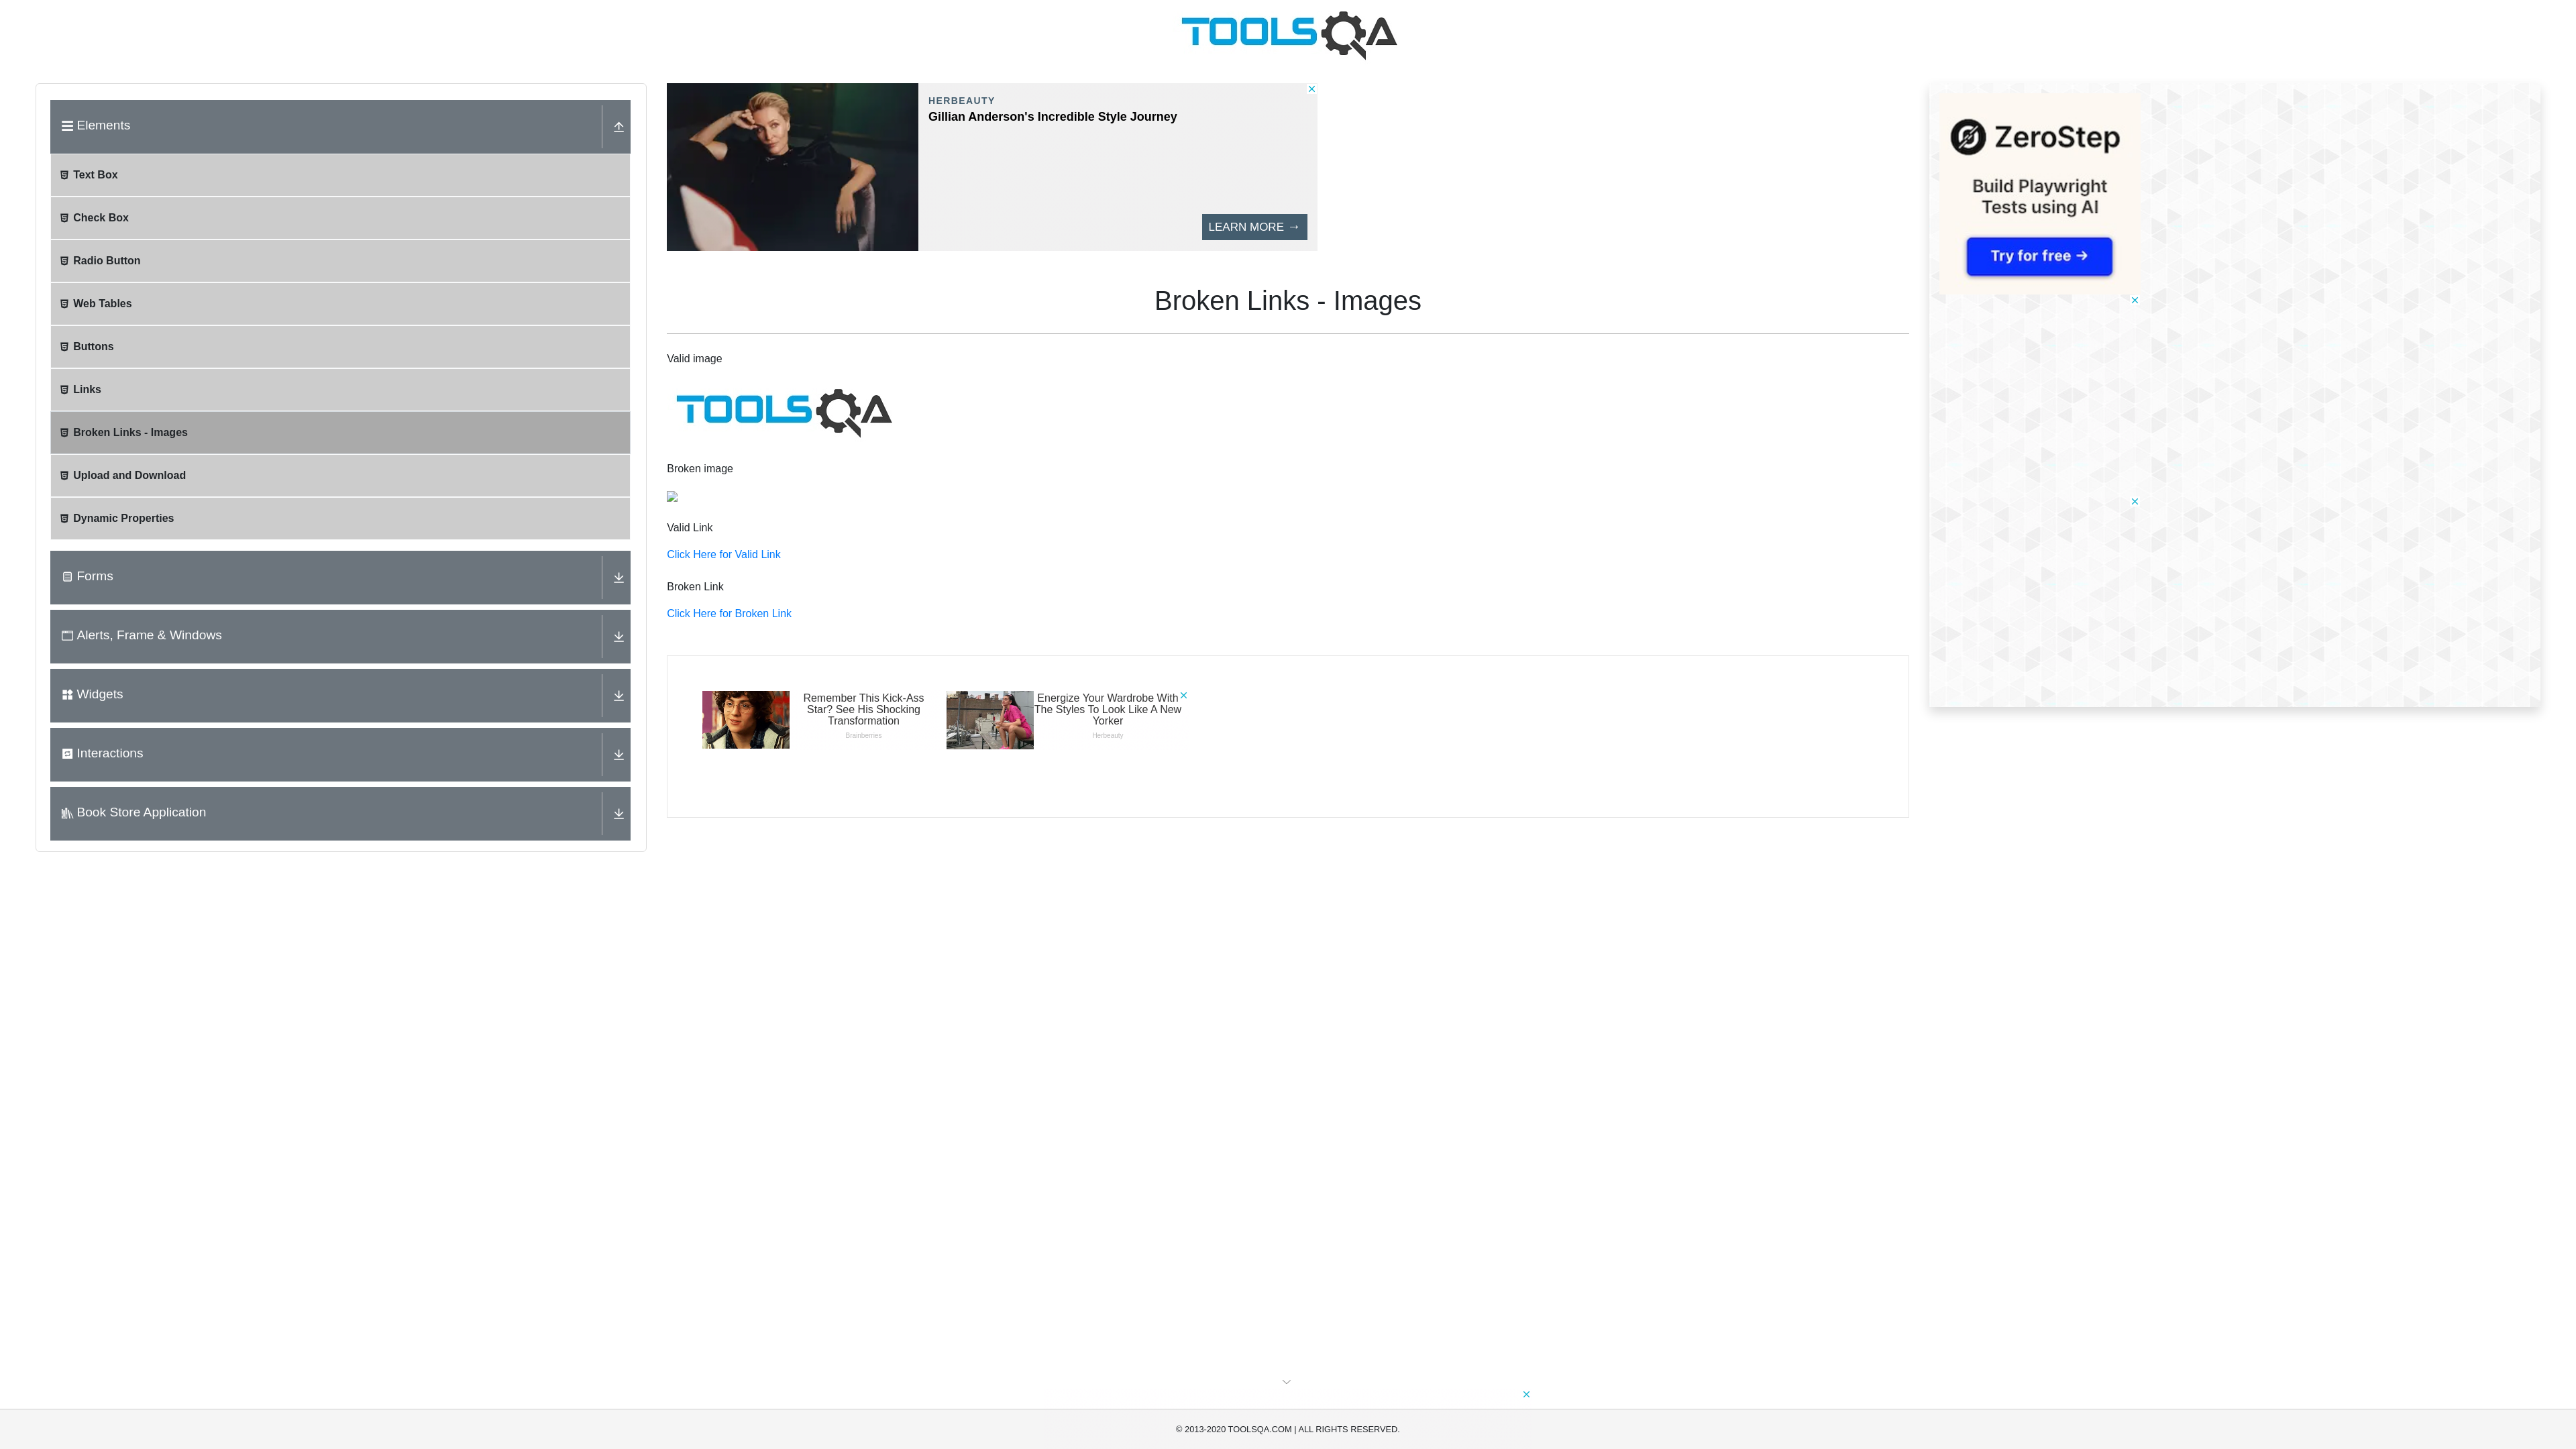 TOOLSQA
Elements
Text Box
Check Box
Radio Button
Web Tables
Buttons
Links
Broken Links - Images
Upload and Download
Dynamic Properties
Forms
Alerts, Frame & Windows
Widgets
Interactions
Book Store Application
HERBEAUTY
Gillian Anderson's Incredible Style Journey
LEARN MORE →
Broken Links - Images
Valid image
TOOLSQA
Broken image
Valid Link
Click Here for Valid Link
Broken Link
Click Here for Broken Link
Remember This Kick-Ass
Star? See His Shocking
Transformation
Brainberries
Energize Your Wardrobe With
The Styles To Look Like A New
Yorker
Herbeauty
ZeroStep
Build Playwright
Tests using AI
Try for free →
© 2013-2020 TOOLSQA.COM | ALL RIGHTS RESERVED.